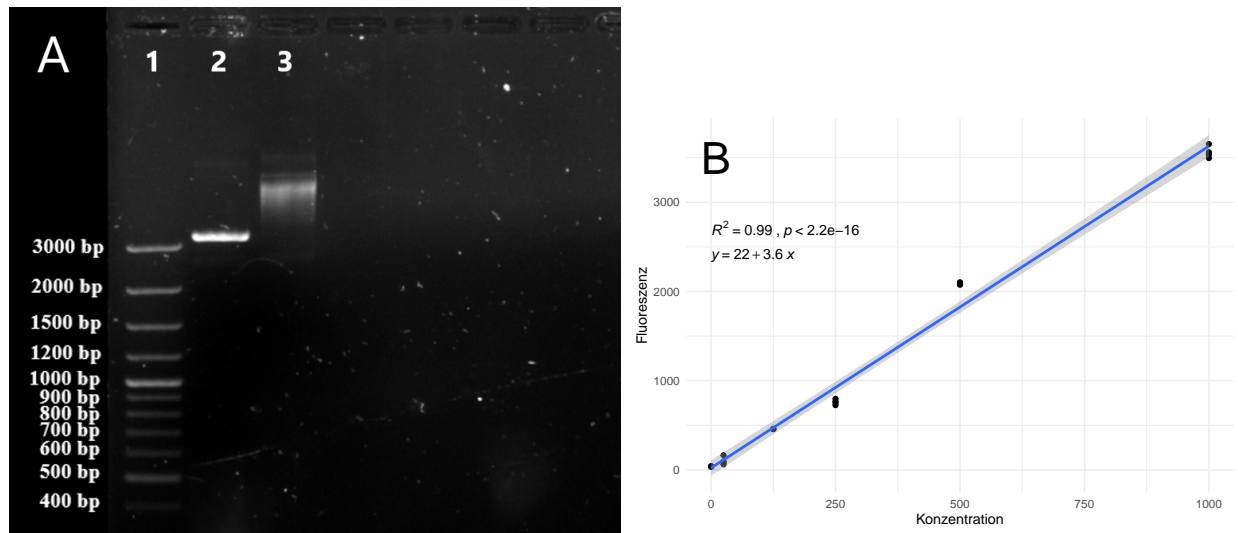 A
1 2 3
3000 bp
2000 bp
1500 bp
1200 bp
1000 bp
900 bp
800 bp
700 bp
600 bp
500 bp
400 bp
B
R² = 0.99 , p < 2.2e−16
y = 22 + 3.6 x
Fluoreszenz
3000
2000
1000
0
0 250 500 750 1000
Konzentration